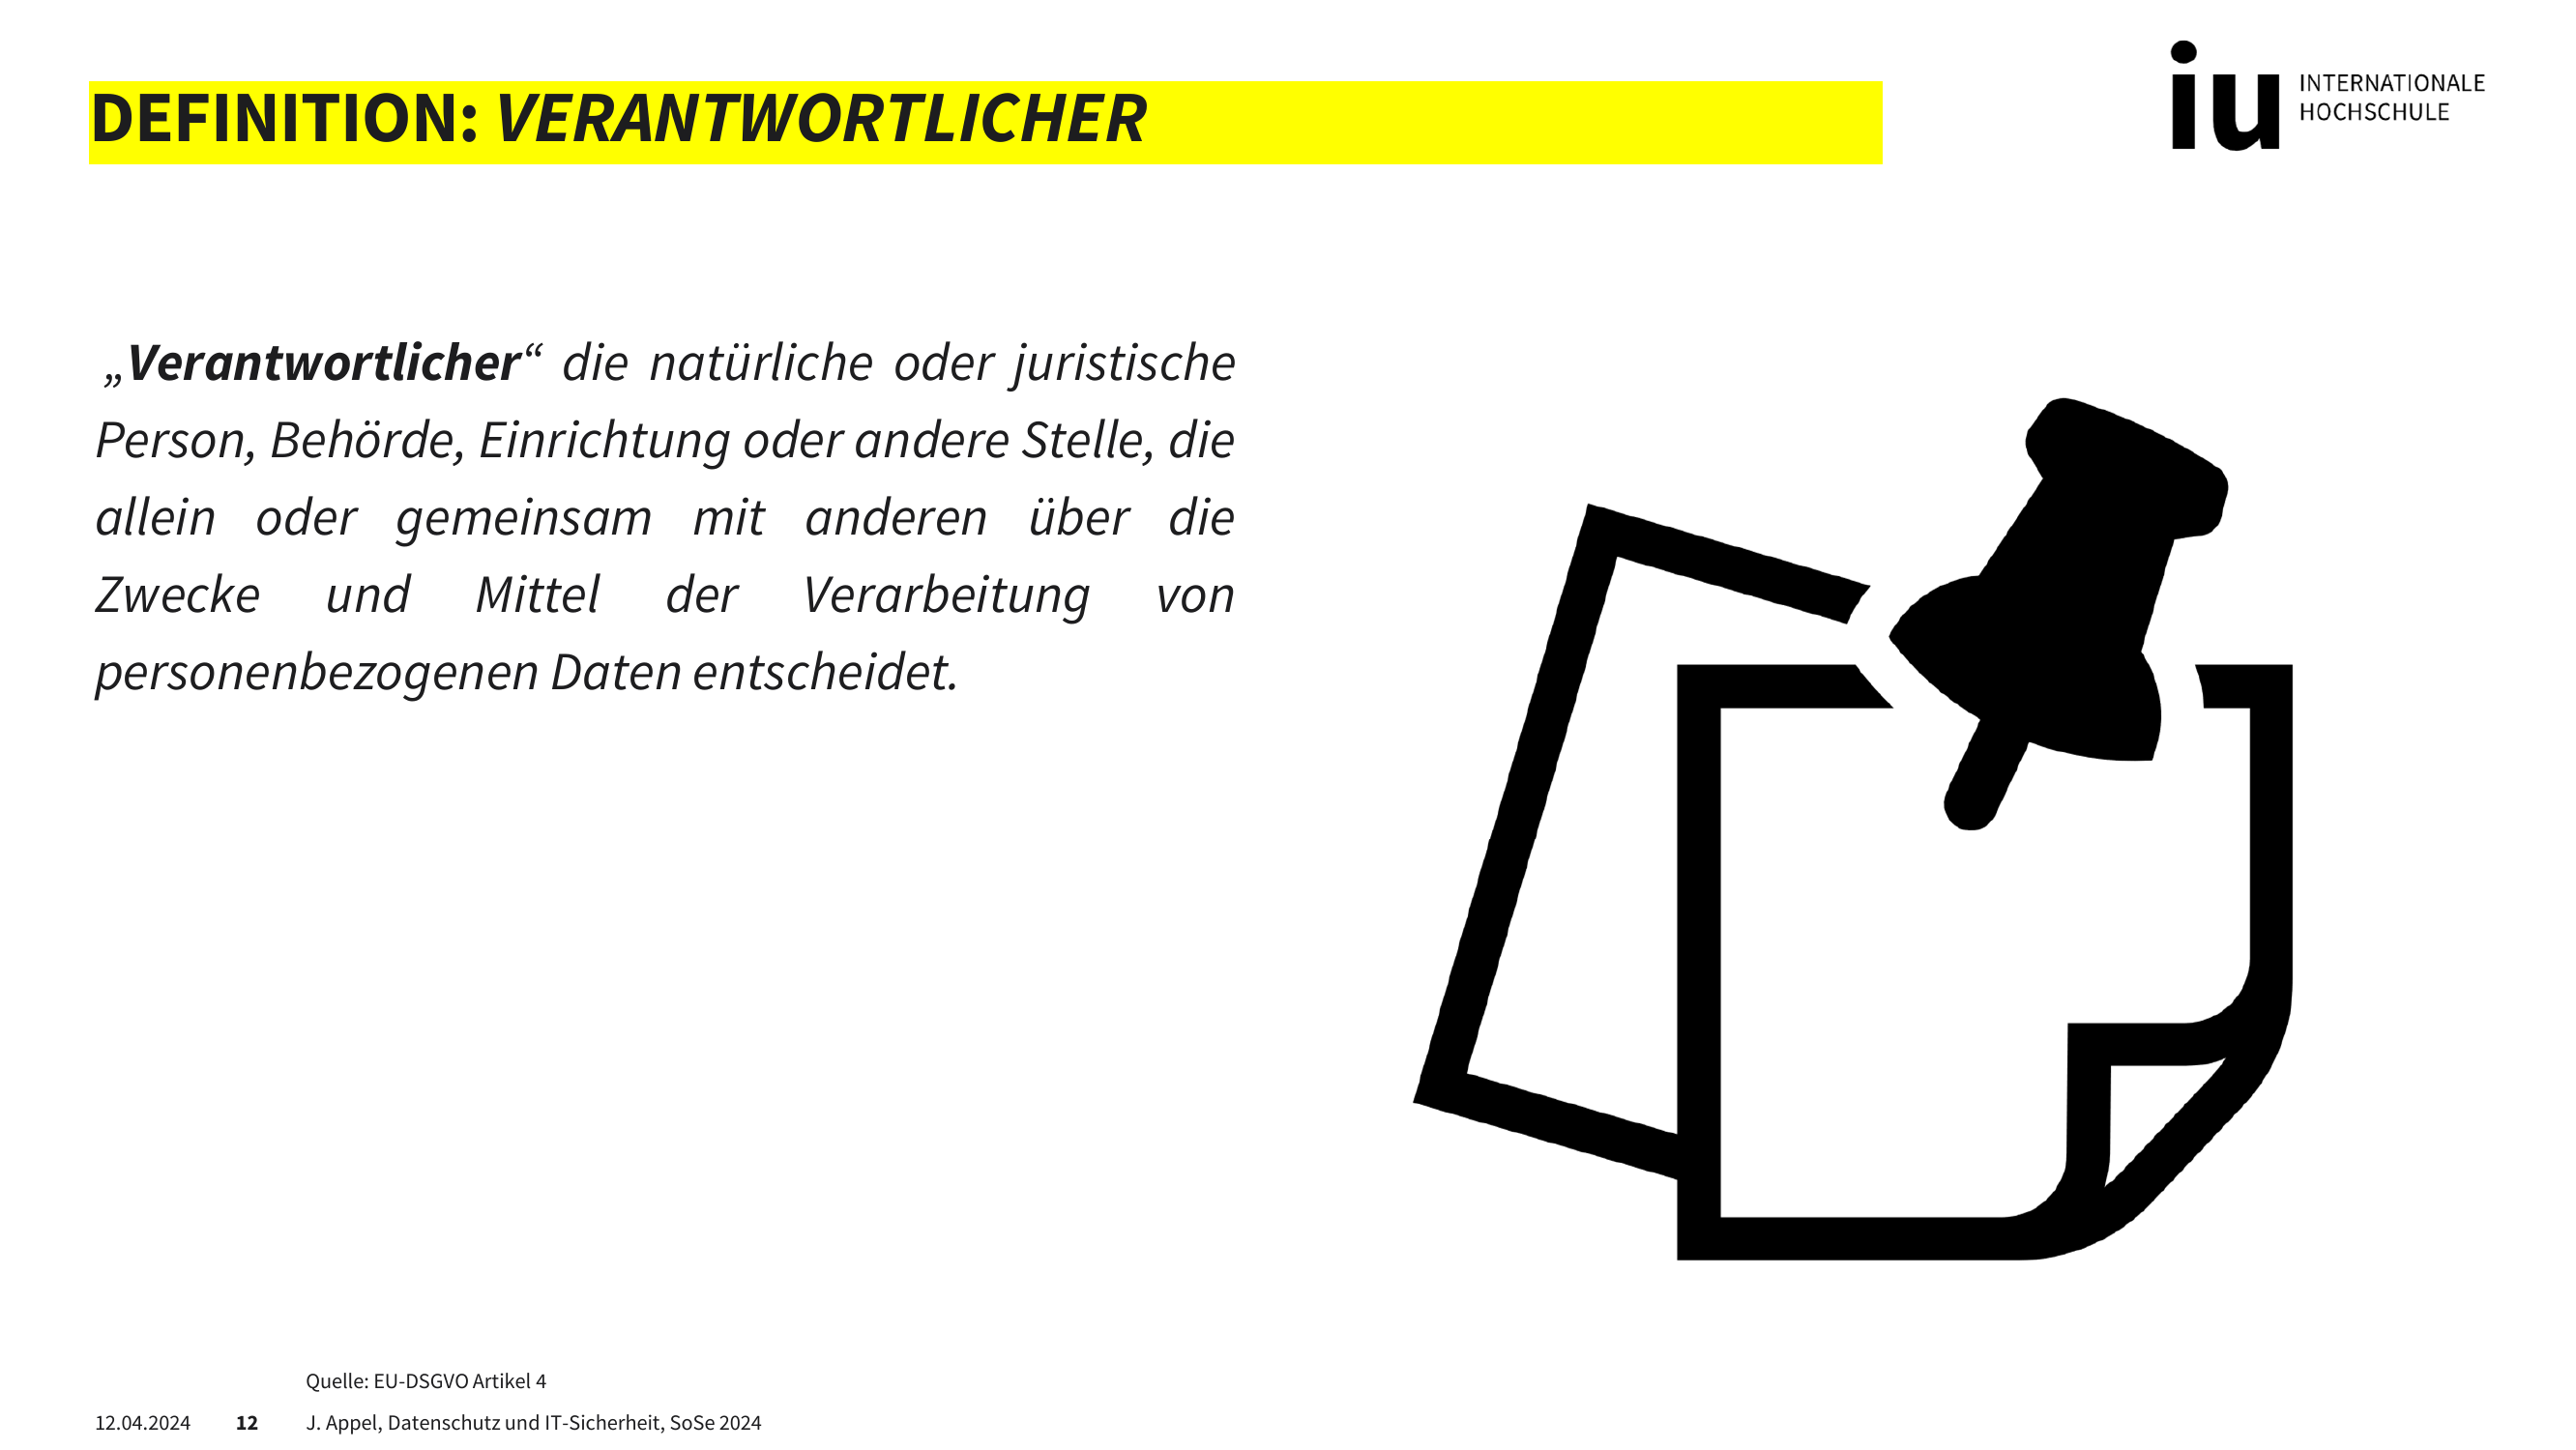 DEFINITION: VERANTWORTLICHER
iu INTERNATIONALE
HOCHSCHULE
„Verantwortlicher“ die natürliche oder juristische
Person, Behörde, Einrichtung oder andere Stelle, die
allein oder gemeinsam mit anderen über die
Zwecke und Mittel der Verarbeitung von
personenbezogenen Daten entscheidet.
Quelle: EU-DSGVO Artikel 4
12.04.2024 12 J. Appel, Datenschutz und IT-Sicherheit, SoSe 2024